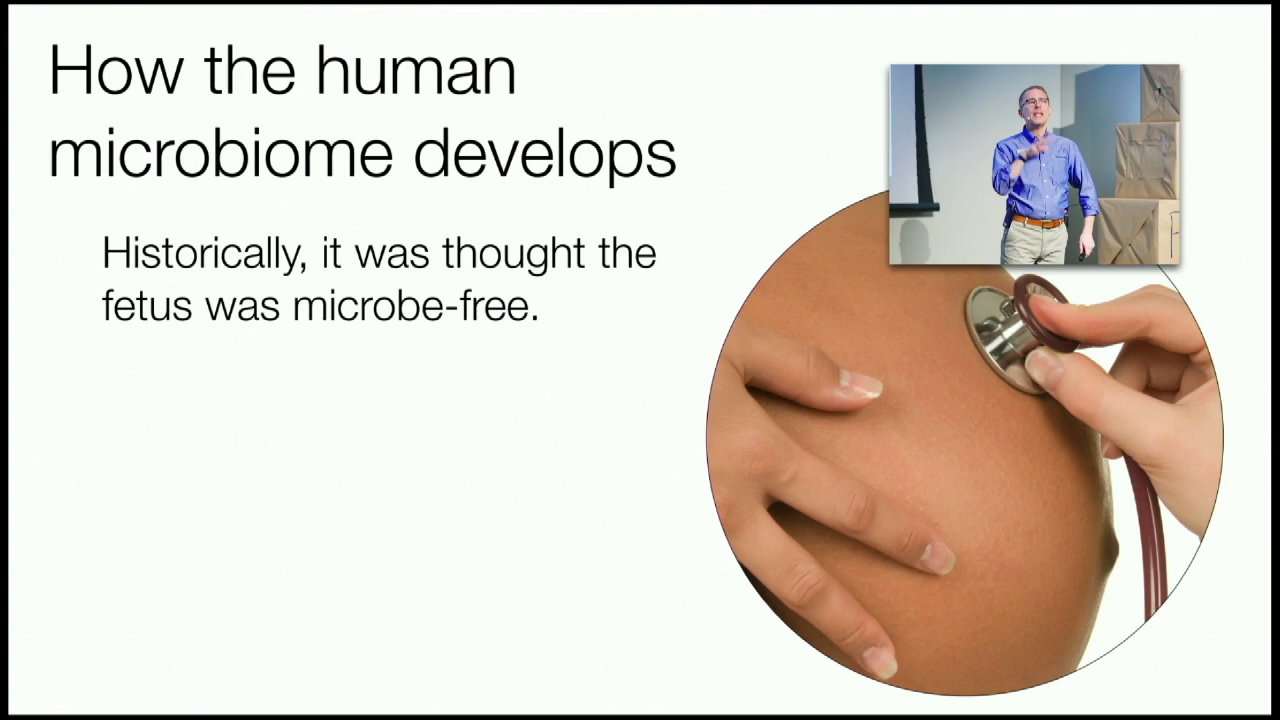 How the human
microbiome develops
Historically, it was thought the
fetus was microbe-free.